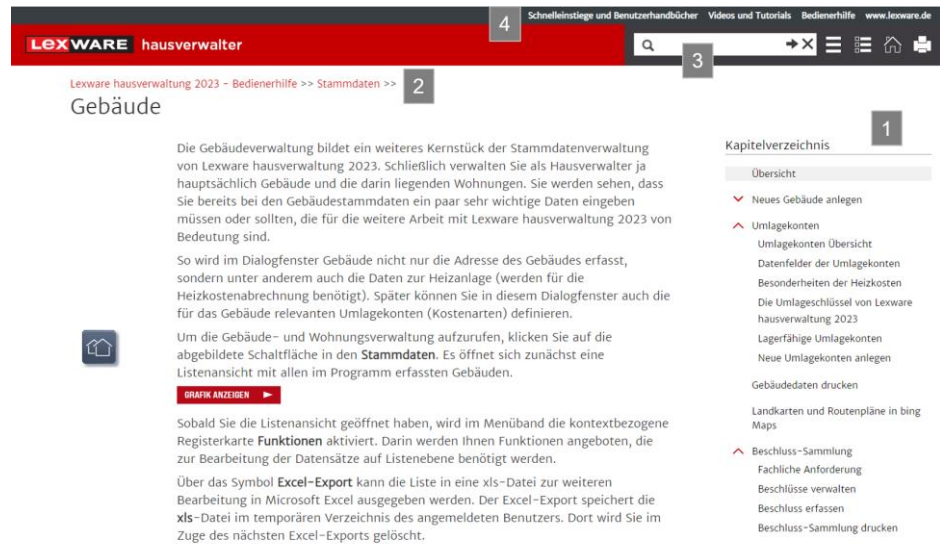 4
Schnelleinstiege und Benutzerhandbücher Videos und Tutorials Bedienerhilfe www.lexware.de
LEXWARE hausverwalter
3
Lexware hausverwaltung 2023 - Bedienerhilfe >> Stammdaten >>
2
Gebäude
Die Gebäudeverwaltung bildet ein weiteres Kernstück der Stammdatenverwaltung
von Lexware hausverwaltung 2023. Schließlich verwalten Sie als Hausverwalter ja
hauptsächlich Gebäude und die darin liegenden Wohnungen. Sie werden sehen, dass
Sie bereits bei den Gebäudestammdaten ein paar sehr wichtige Daten eingeben
müssen oder sollten, die für die weitere Arbeit mit Lexware hausverwaltung 2023 von
Bedeutung sind.
So wird im Dialogfenster Gebäude nicht nur die Adresse des Gebäudes erfasst,
sondern unter anderem auch die Daten zur Heizanlage (werden für die
Heizkostenabrechnung benötigt). Später können Sie in diesem Dialogfenster auch die
für das Gebäude relevanten Umlagekonten (Kostenarten) definieren.
Um die Gebäude- und Wohnungsverwaltung aufzurufen, klicken Sie auf die
abgebildete Schaltfläche in den Stammdaten. Es öffnet sich zunächst eine
Listenansicht mit allen im Programm erfassten Gebäuden.
GRAFIK ANZEIGEN
Sobald Sie die Listenansicht geöffnet haben, wird im Menüband die kontextbezogene
Registerkarte Funktionen aktiviert. Darin werden Ihnen Funktionen angeboten, die
zur Bearbeitung der Datensätze auf Listenebene benötigt werden.
Über das Symbol Excel-Export kann die Liste in eine xls-Datei zur weiteren
Bearbeitung in Microsoft Excel ausgegeben werden. Der Excel-Export speichert die
xls-Datei im temporären Verzeichnis des angemeldeten Benutzers. Dort wird Sie im
Zuge des nächsten Excel-Exports gelöscht.
1
Kapitelverzeichnis
Übersicht
Neues Gebäude anlegen
Umlagekonten
Umlagekonten Übersicht
Datenfelder der Umlagekonten
Besonderheiten der Heizkosten
Die Umlageschlüssel von Lexware
hausverwaltung 2023
Lagerfähige Umlagekonten
Neue Umlagekonten anlegen
Gebäudedaten drucken
Landkarten und Routenpläne in bing
Maps
Beschluss-Sammlung
Fachliche Anforderung
Beschlüsse verwalten
Beschluss erfassen
Beschluss-Sammlung drucken